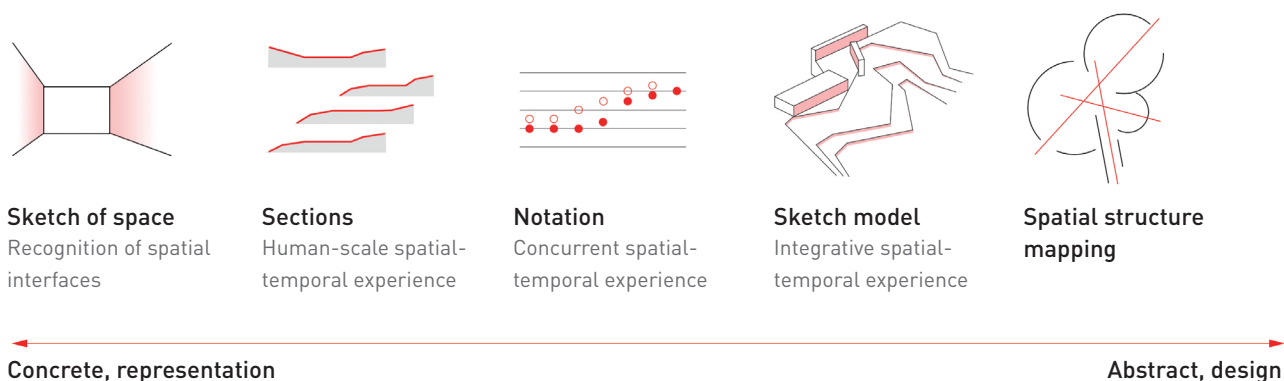 Sketch of space
Recognition of spatial
interfaces
Sections
Human-scale spatial-
temporal experience
Notation
Concurrent spatial-
temporal experience
Sketch model
Integrative spatial-
temporal experience
Spatial structure
mapping
Concrete, representation
Abstract, design